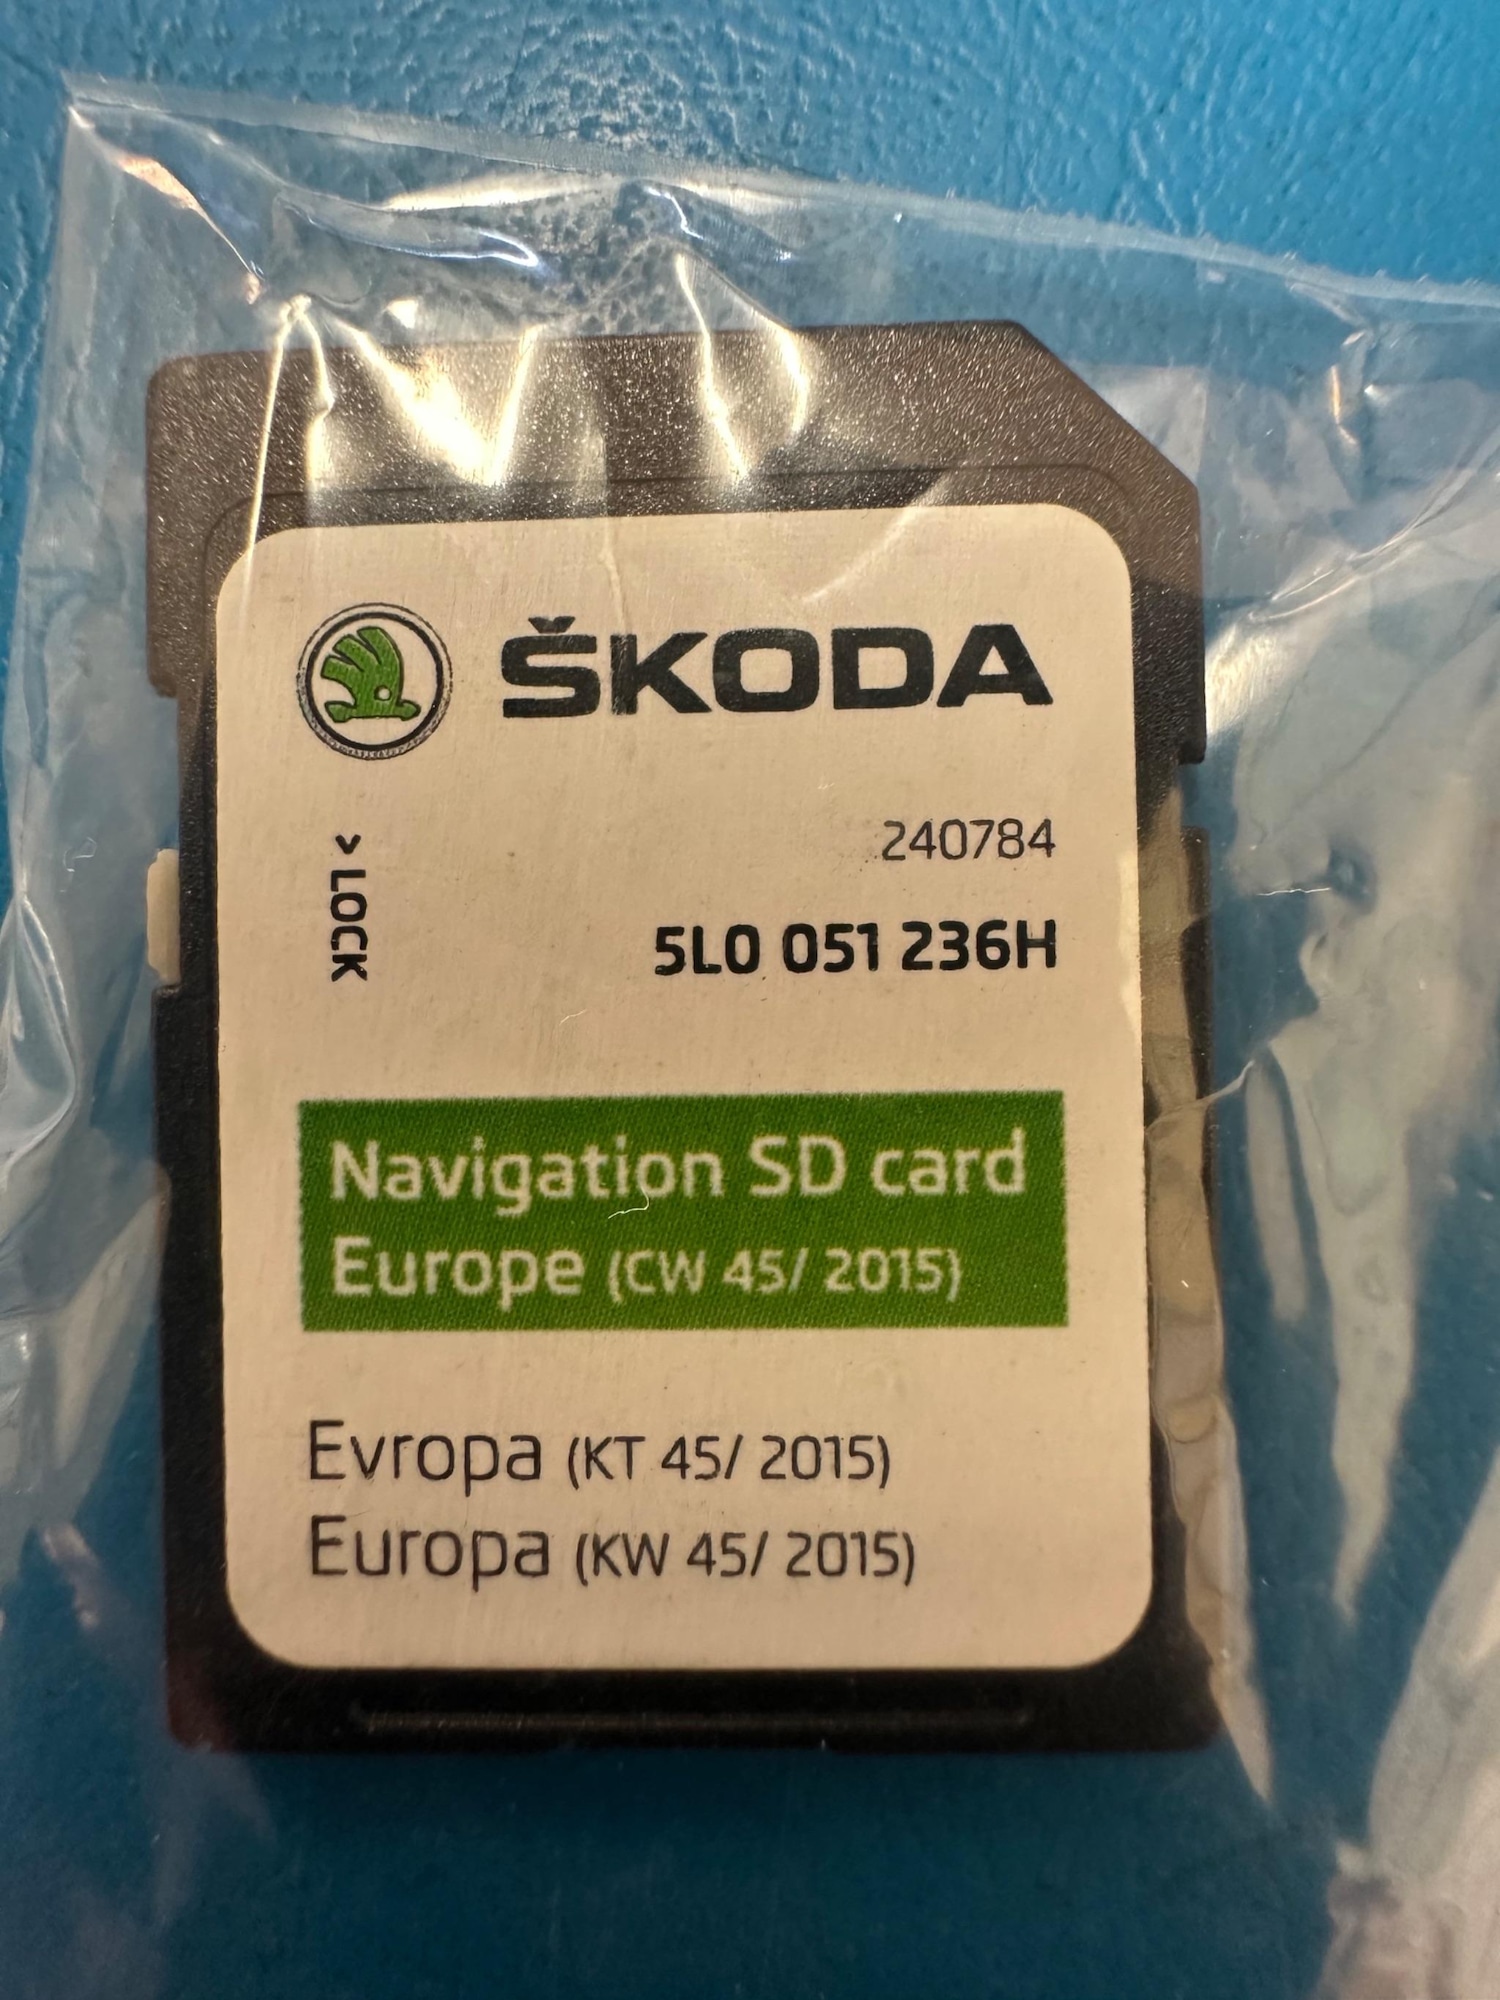 ŠKODA
240784
> LOCK
5L0 051 236H
Navigation SD card
Europe (CW 45/ 2015)
Evropa (KT 45/ 2015)
Europa (KW 45/ 2015)